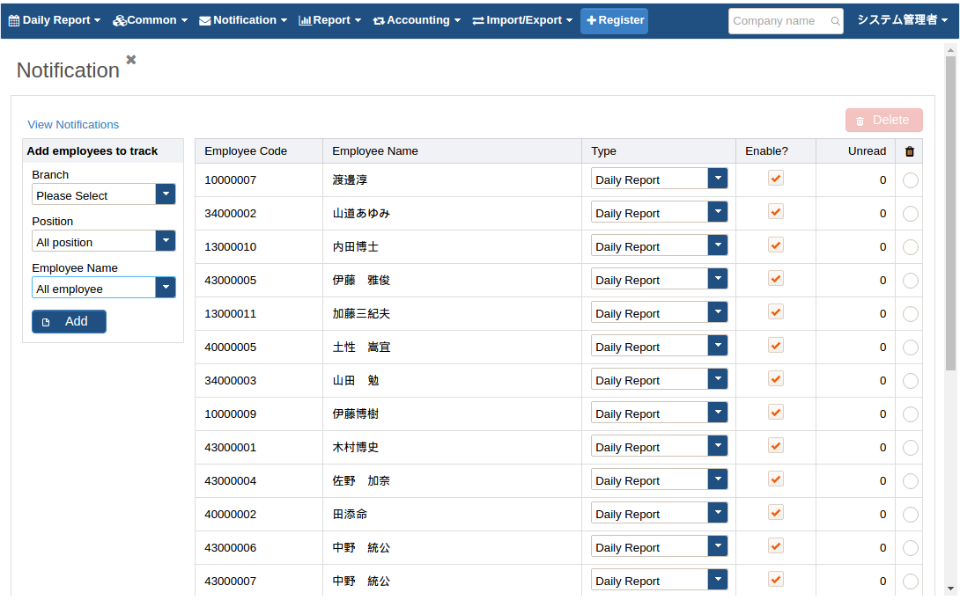 Daily Report Common Notification Report Accounting Import/Export Register Company name システム管理者
Notification
View Notifications
Delete
Add employees to track
Branch
Please Select
Position
All position
Employee Name
All employee
Add
Employee Code Employee Name Type Enable? Unread
10000007 渡邊淳 Daily Report 0
34000002 山道あゆみ Daily Report 0
13000010 内田博士 Daily Report 0
43000005 伊藤　雅俊 Daily Report 0
13000011 加藤三紀夫 Daily Report 0
40000005 土性　嵩宜 Daily Report 0
34000003 山田　勉 Daily Report 0
10000009 伊藤博樹 Daily Report 0
43000001 木村博史 Daily Report 0
43000004 佐野　加奈 Daily Report 0
40000002 田添命 Daily Report 0
43000006 中野　統公 Daily Report 0
43000007 中野　統公 Daily Report 0